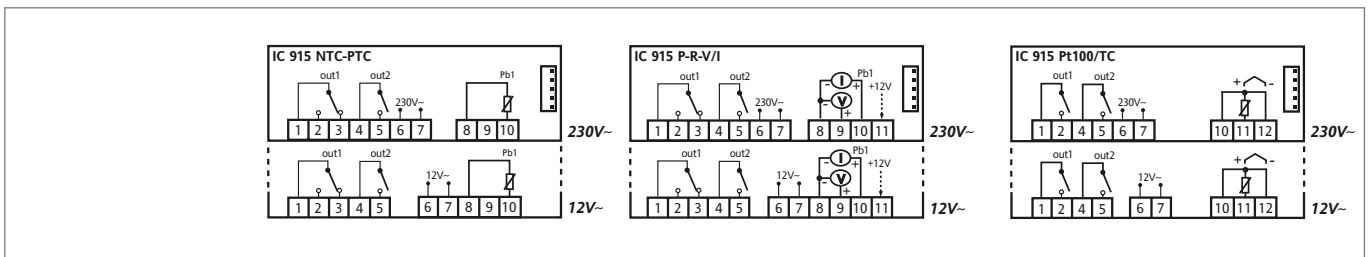 IC 915 NTC-PTC
out1 out2
230V~
Pb1
1 2 3 4 5 6 7 8 9 10
230V~
out1 out2
12V~
Pb1
1 2 3 4 5 6 7 8 9 10
12V~
IC 915 P-R-V/I
out1 out2
230V~
- I + Pb1
+12V
- V +
1 2 3 4 5 6 7 8 9 10 11
230V~
out1 out2
12V~
- I + Pb1
+12V
- V +
1 2 3 4 5 6 7 8 9 10 11
12V~
IC 915 Pt100/TC
out1 out2
230V~
+ -
1 2 4 5 6 7 10 11 12
230V~
out1 out2
12V~
+ -
1 2 4 5 6 7 10 11 12
12V~